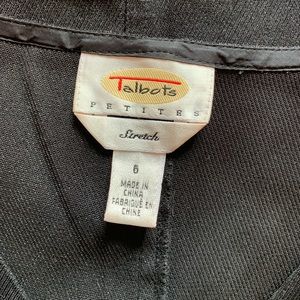 Talbots
PETITES
Stretch
6
MADE IN
CHINA
FABRIQUÉ EN
CHINE